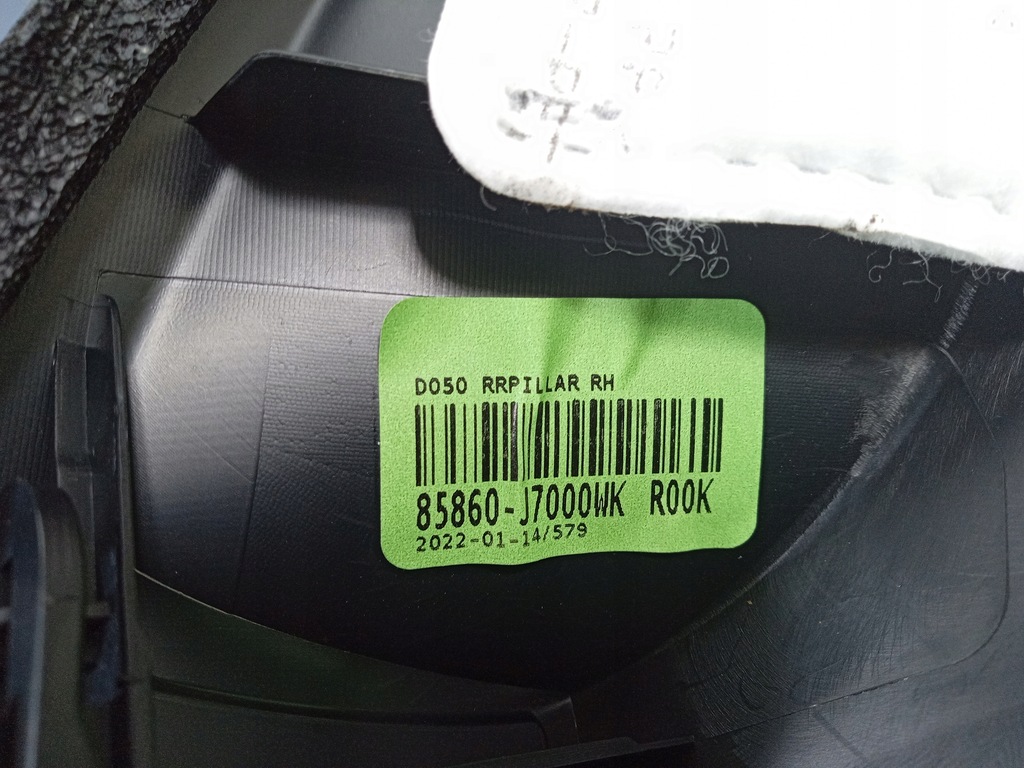 D050 RRPILLAR RH
85860-J7000WK R00K
2022-01-14/579